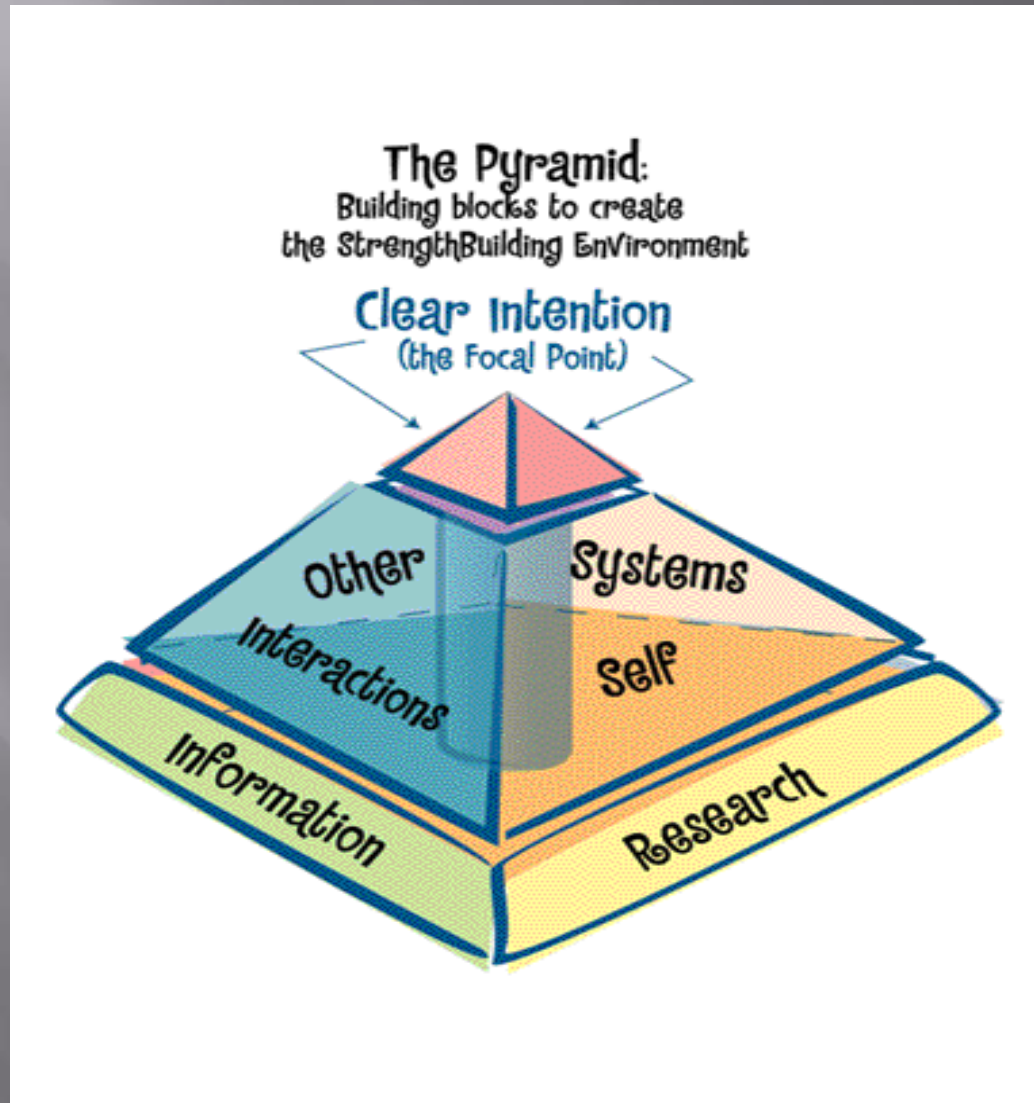 The Pyramid:
Building blocks to create
the StrengthBuilding Environment
Clear Intention
(the Focal Point)
Other
Systems
Interactions
Self
Information
Research